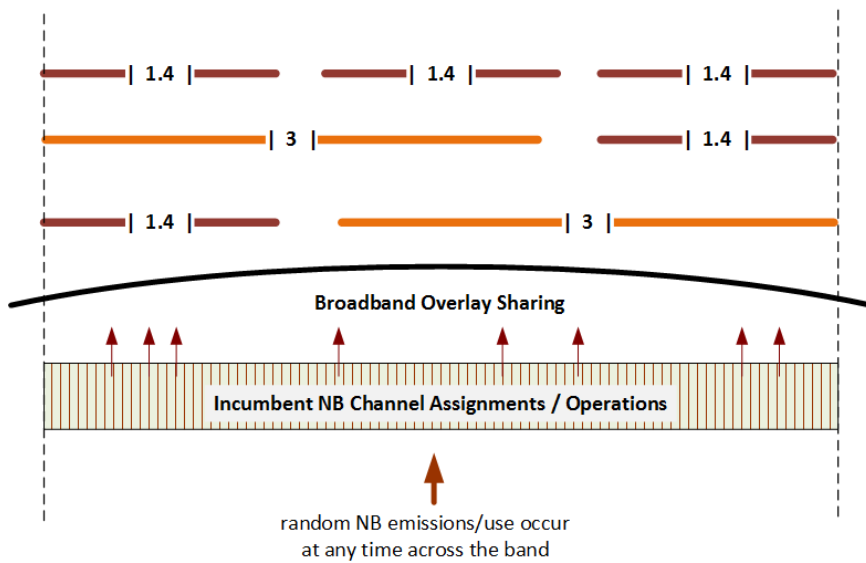 | 1.4 | | 1.4 | | 1.4 |
| 3 | | 1.4 |
| 1.4 | | 3 |
Broadband Overlay Sharing
Incumbent NB Channel Assignments / Operations
random NB emissions/use occur
at any time across the band